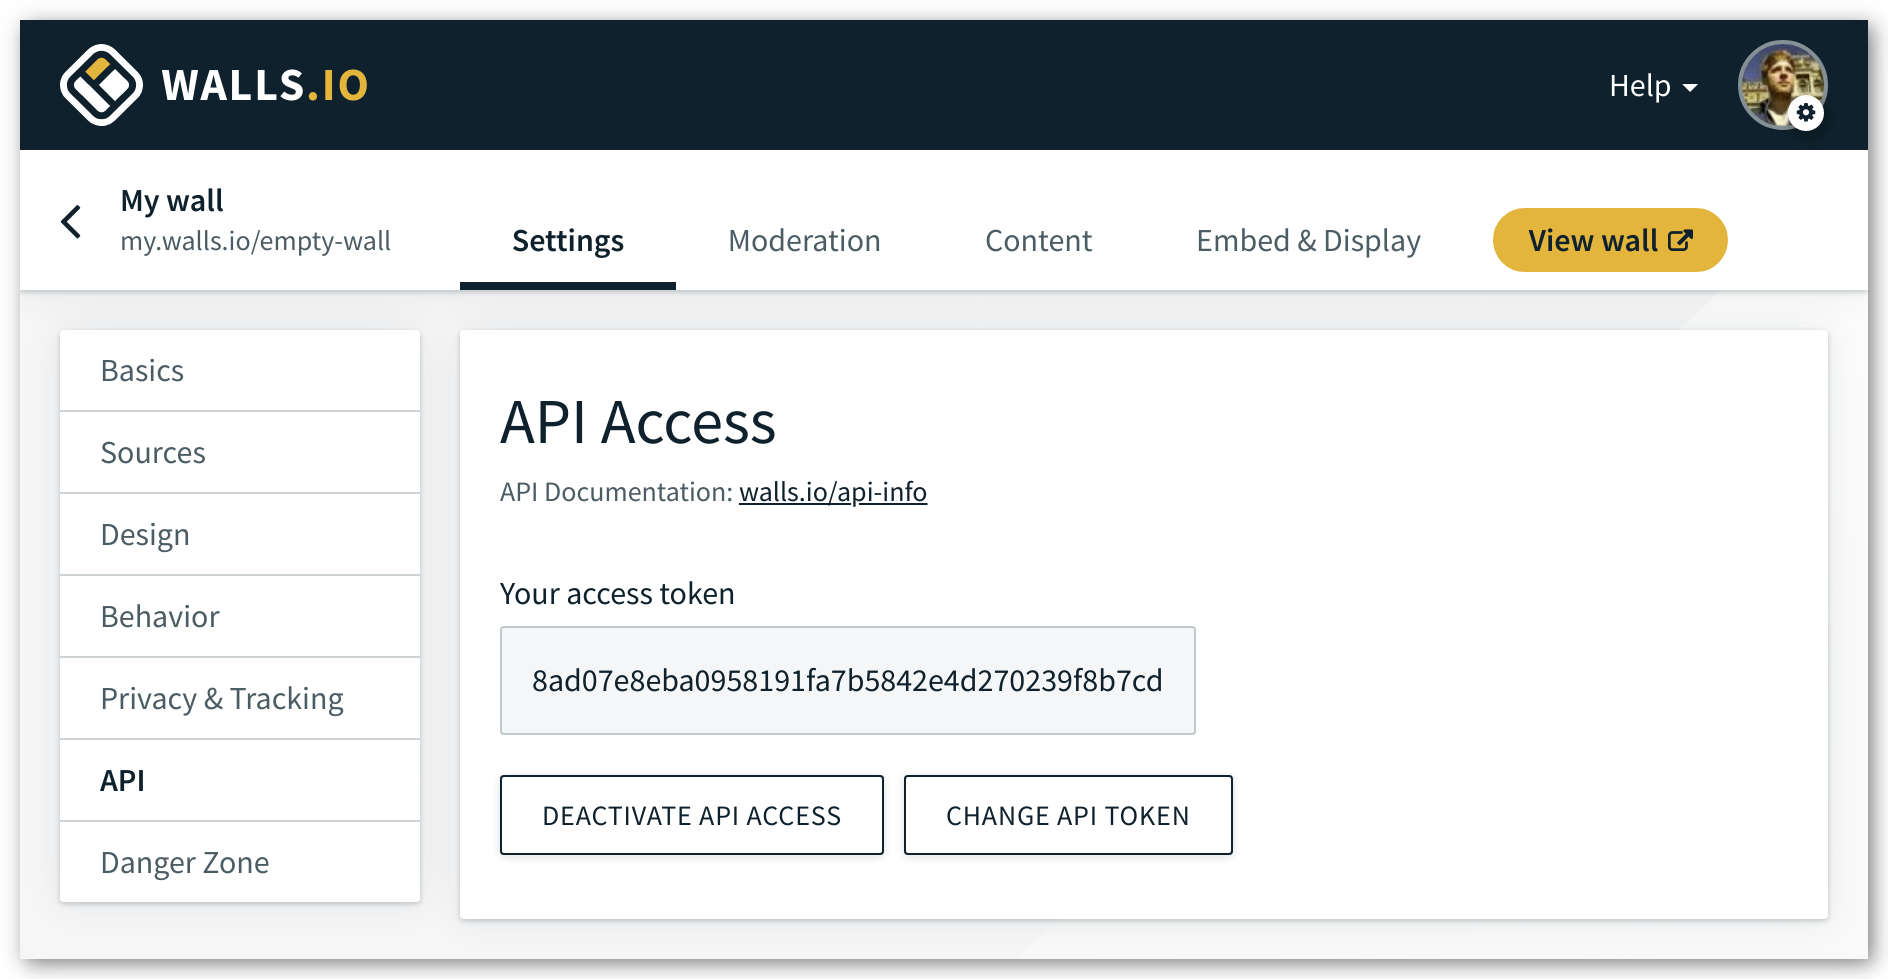 WALLS.IO
Help
My wall
my.walls.io/empty-wall
Settings
Moderation
Content
Embed & Display
View wall
Basics
Sources
Design
Behavior
Privacy & Tracking
API
Danger Zone
API Access
API Documentation: walls.io/api-info
Your access token
8ad07e8eba0958191fa7b5842e4d270239f8b7cd
DEACTIVATE API ACCESS
CHANGE API TOKEN